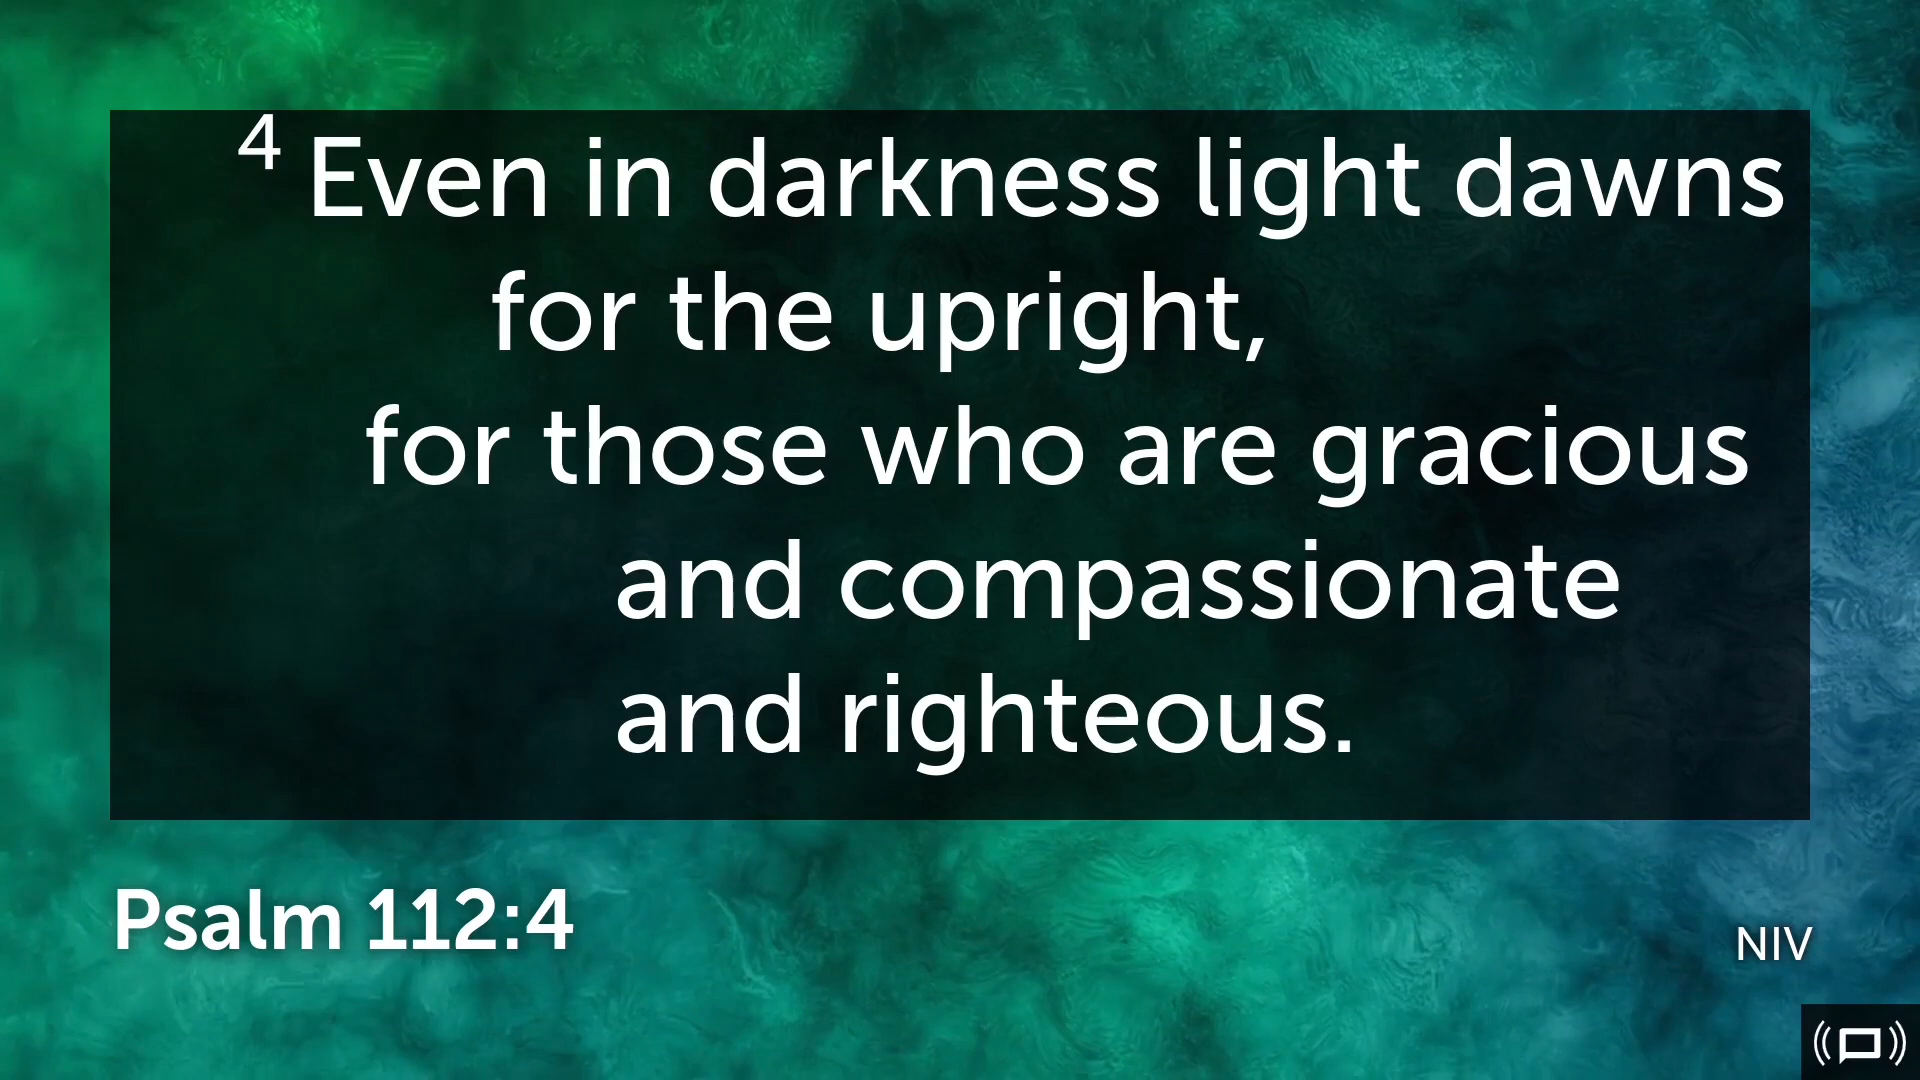 4 Even in darkness light dawns
for the upright,
for those who are gracious
and compassionate
and righteous.
Psalm 112:4
NIV